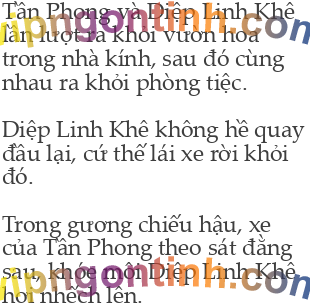 Tần Phong và Diệp Linh Khê
lần lượt ra khỏi vườn hoa
trong nhà kính, sau đó cùng
nhau ra khỏi phòng tiệc.
Diệp Linh Khê không hề quay
đầu lại, cứ thế lái xe rời khỏi
đó.
Trong gương chiếu hậu, xe
của Tần Phong theo sát đằng
sau, khóe môi Diệp Linh Khê
hơi nhếch lên.
vipngontinh.com
vipngontinh.com